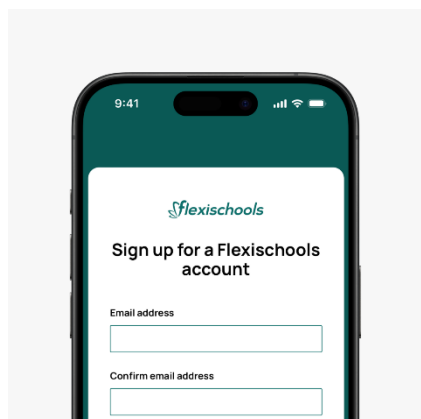 9:41
flexischools
Sign up for a Flexischools
account
Email address
Confirm email address